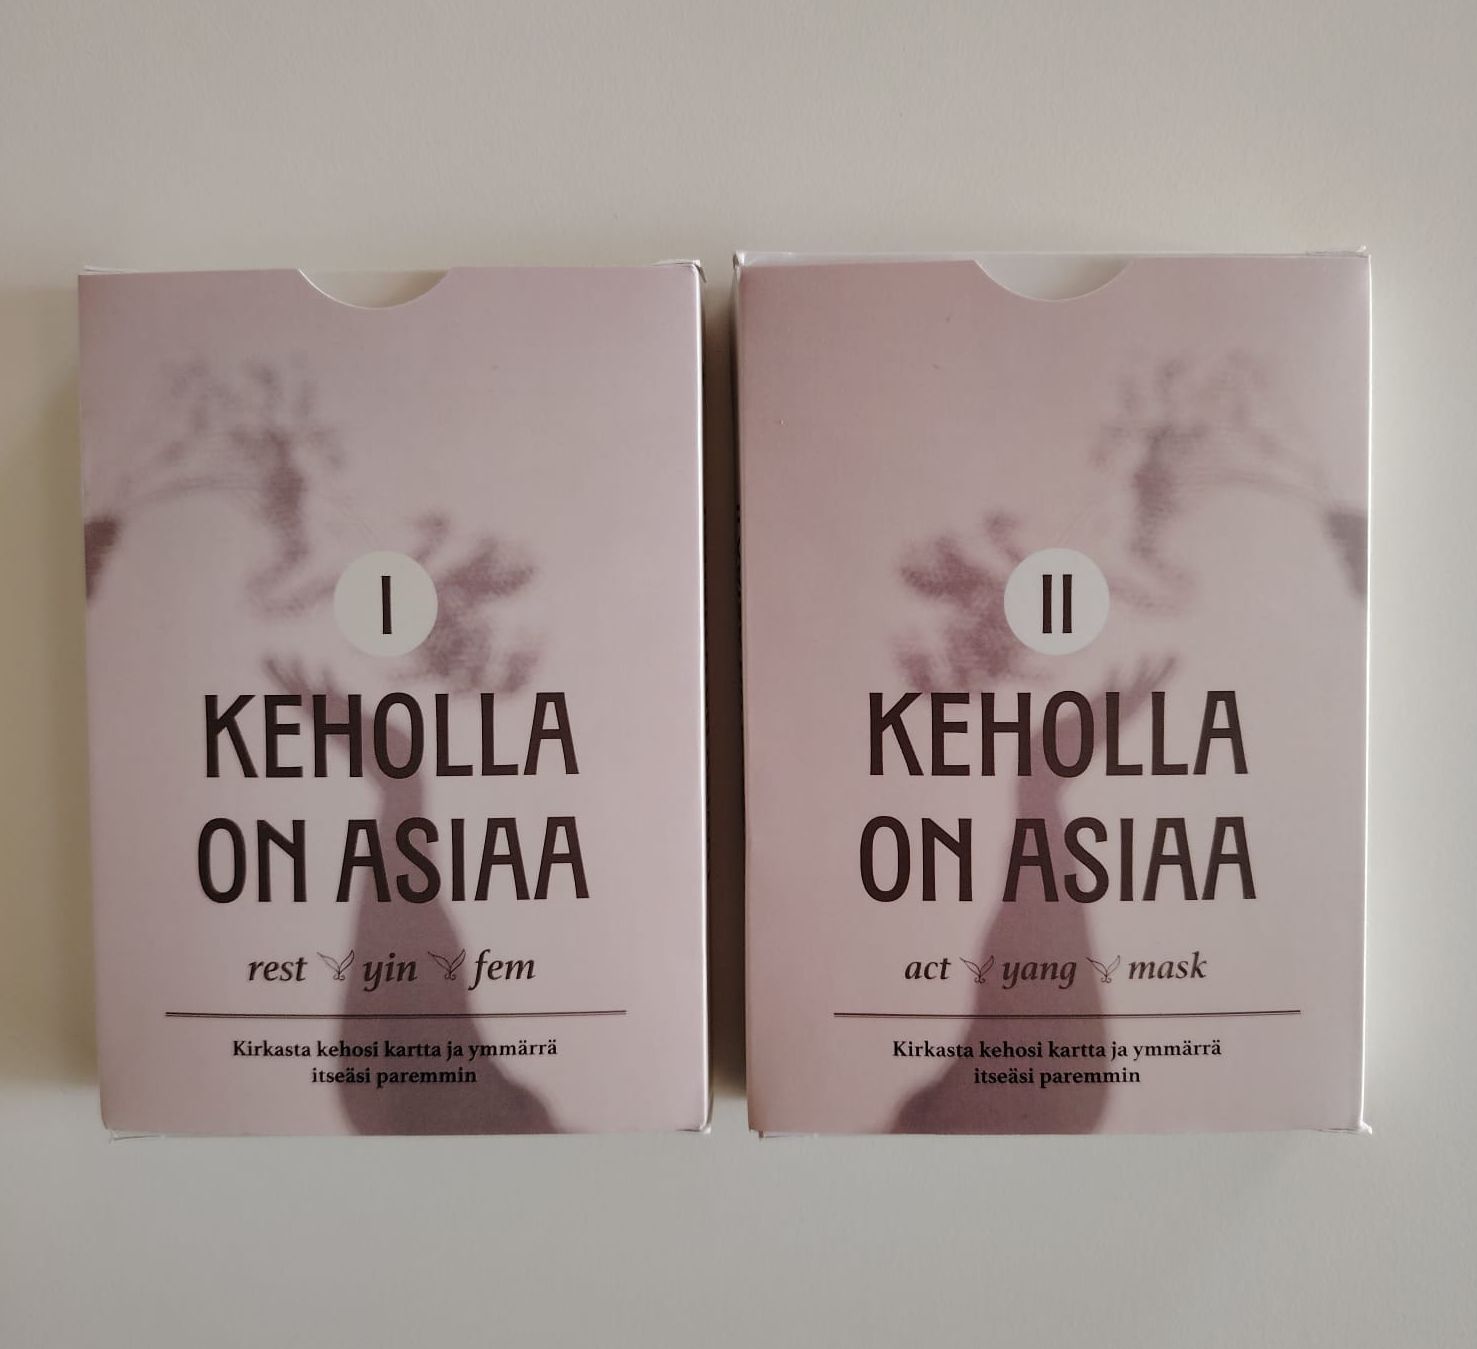 I
KEHOLLA
ON ASIAA
rest yin fem
Kirkasta kehosi kartta ja ymmärrä
itseäsi paremmin
II
KEHOLLA
ON ASIAA
act yang mask
Kirkasta kehosi kartta ja ymmärrä
itseäsi paremmin